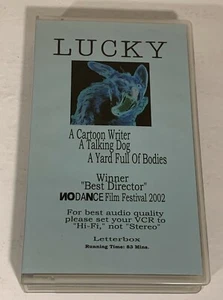 LUCKY
A Cartoon Writer
A Talking Dog
A Yard Full Of Bodies
Winner
"Best Director"
NODANCE Film Festival 2002
For best audio quality
please set your VCR to
"Hi-Fi," not "Stereo"
Letterbox
Running Time: 85 Mins.